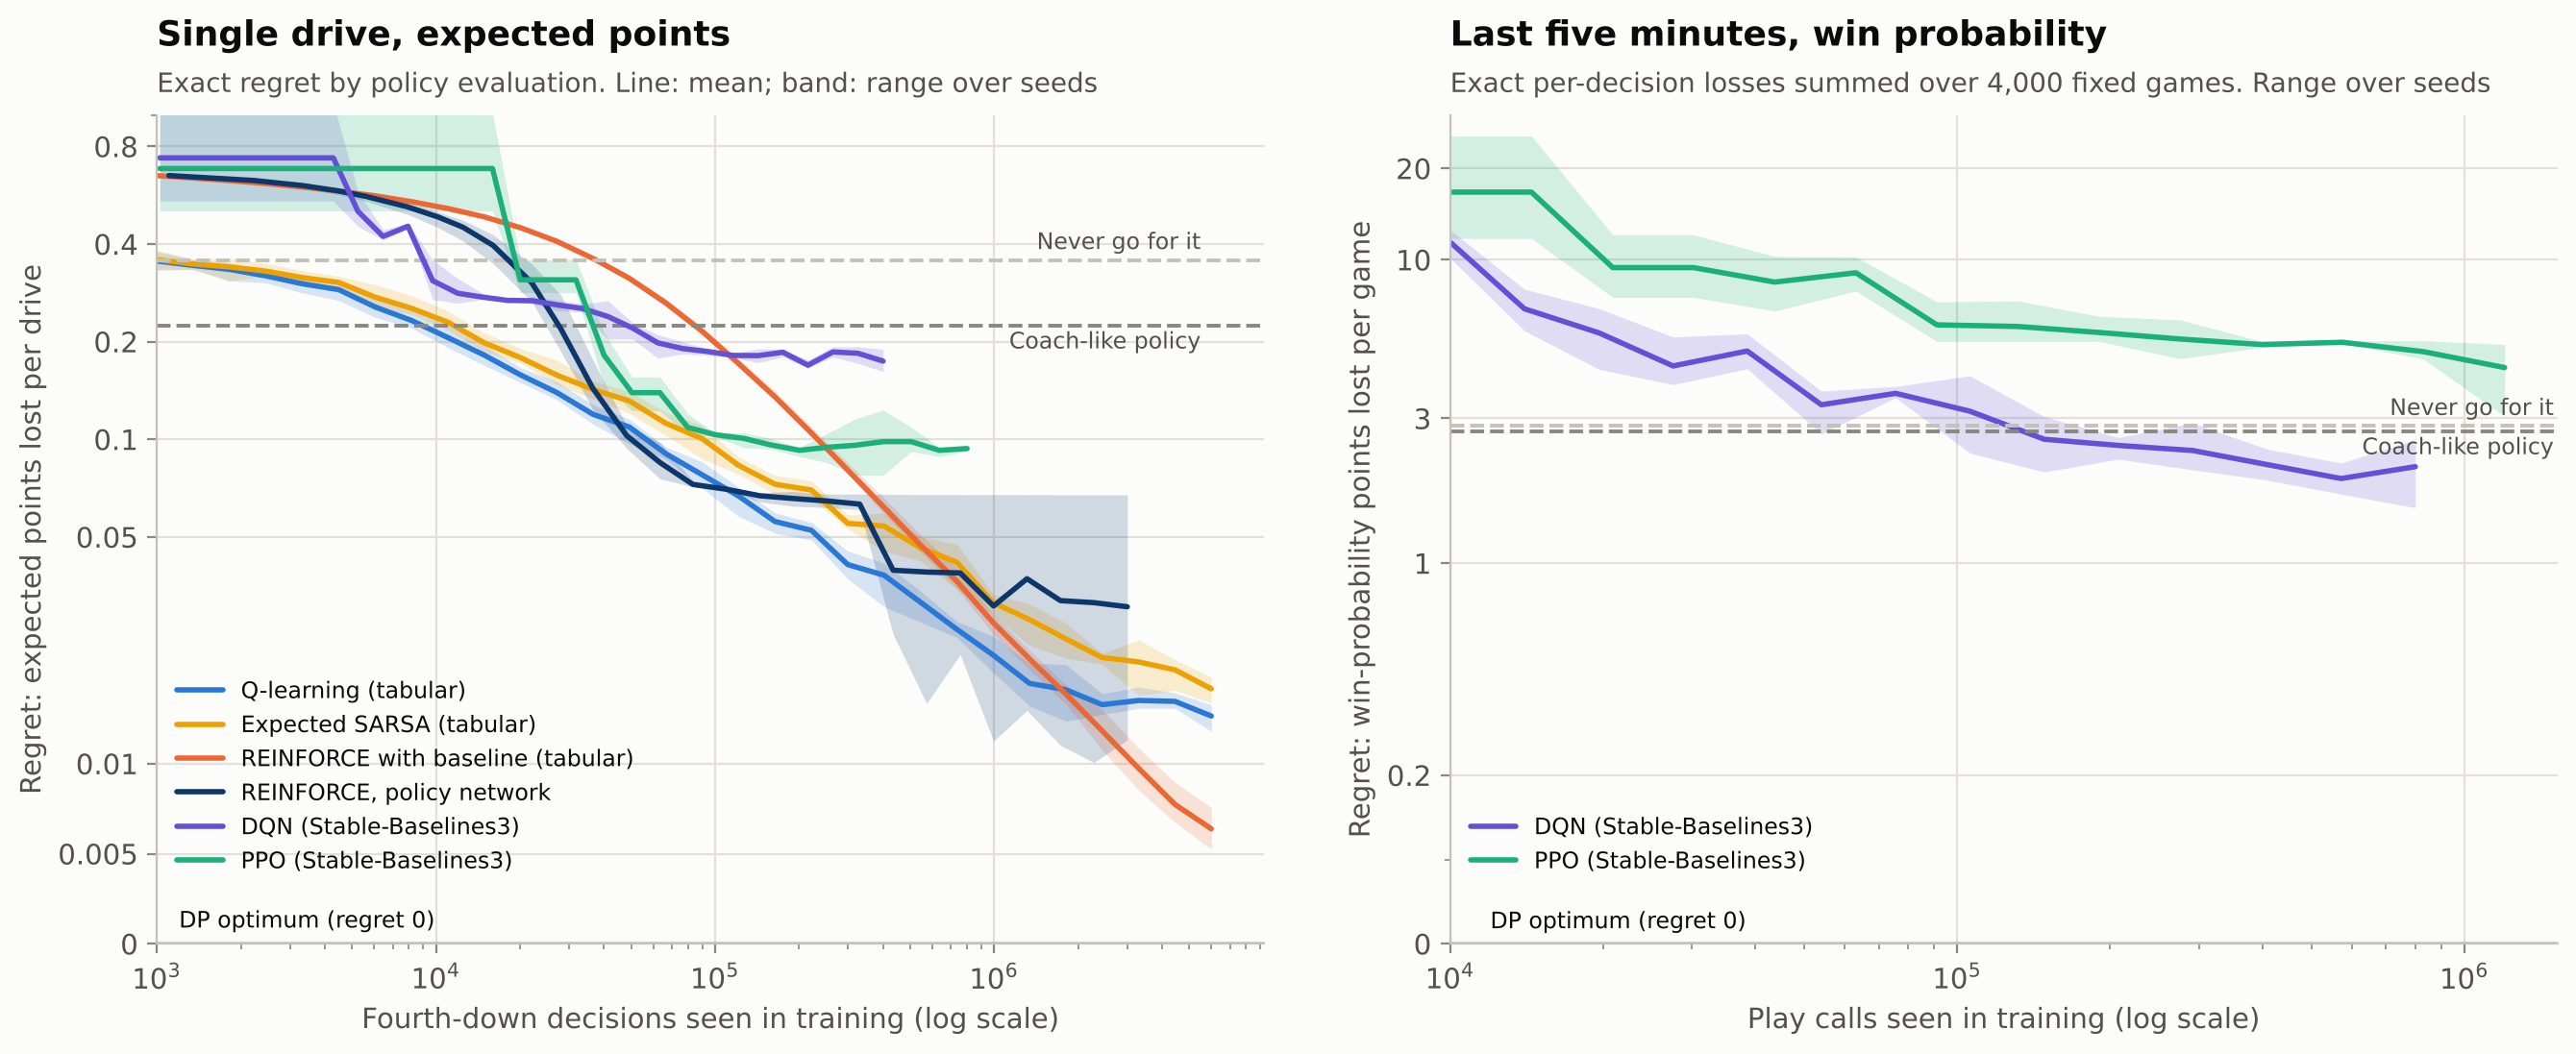 Single drive, expected points
Exact regret by policy evaluation. Line: mean; band: range over seeds
Regret: expected points lost per drive
0.8
0.4
0.2
0.1
0.05
0.01
0.005
0
Never go for it
Coach-like policy
Q-learning (tabular)
Expected SARSA (tabular)
REINFORCE with baseline (tabular)
REINFORCE, policy network
DQN (Stable-Baselines3)
PPO (Stable-Baselines3)
DP optimum (regret 0)
10³ 10⁴ 10⁵ 10⁶
Fourth-down decisions seen in training (log scale)
Last five minutes, win probability
Exact per-decision losses summed over 4,000 fixed games. Range over seeds
Regret: win-probability points lost per game
20
10
3
1
0.2
0
Never go for it
Coach-like policy
DQN (Stable-Baselines3)
PPO (Stable-Baselines3)
DP optimum (regret 0)
10⁴ 10⁵ 10⁶
Play calls seen in training (log scale)